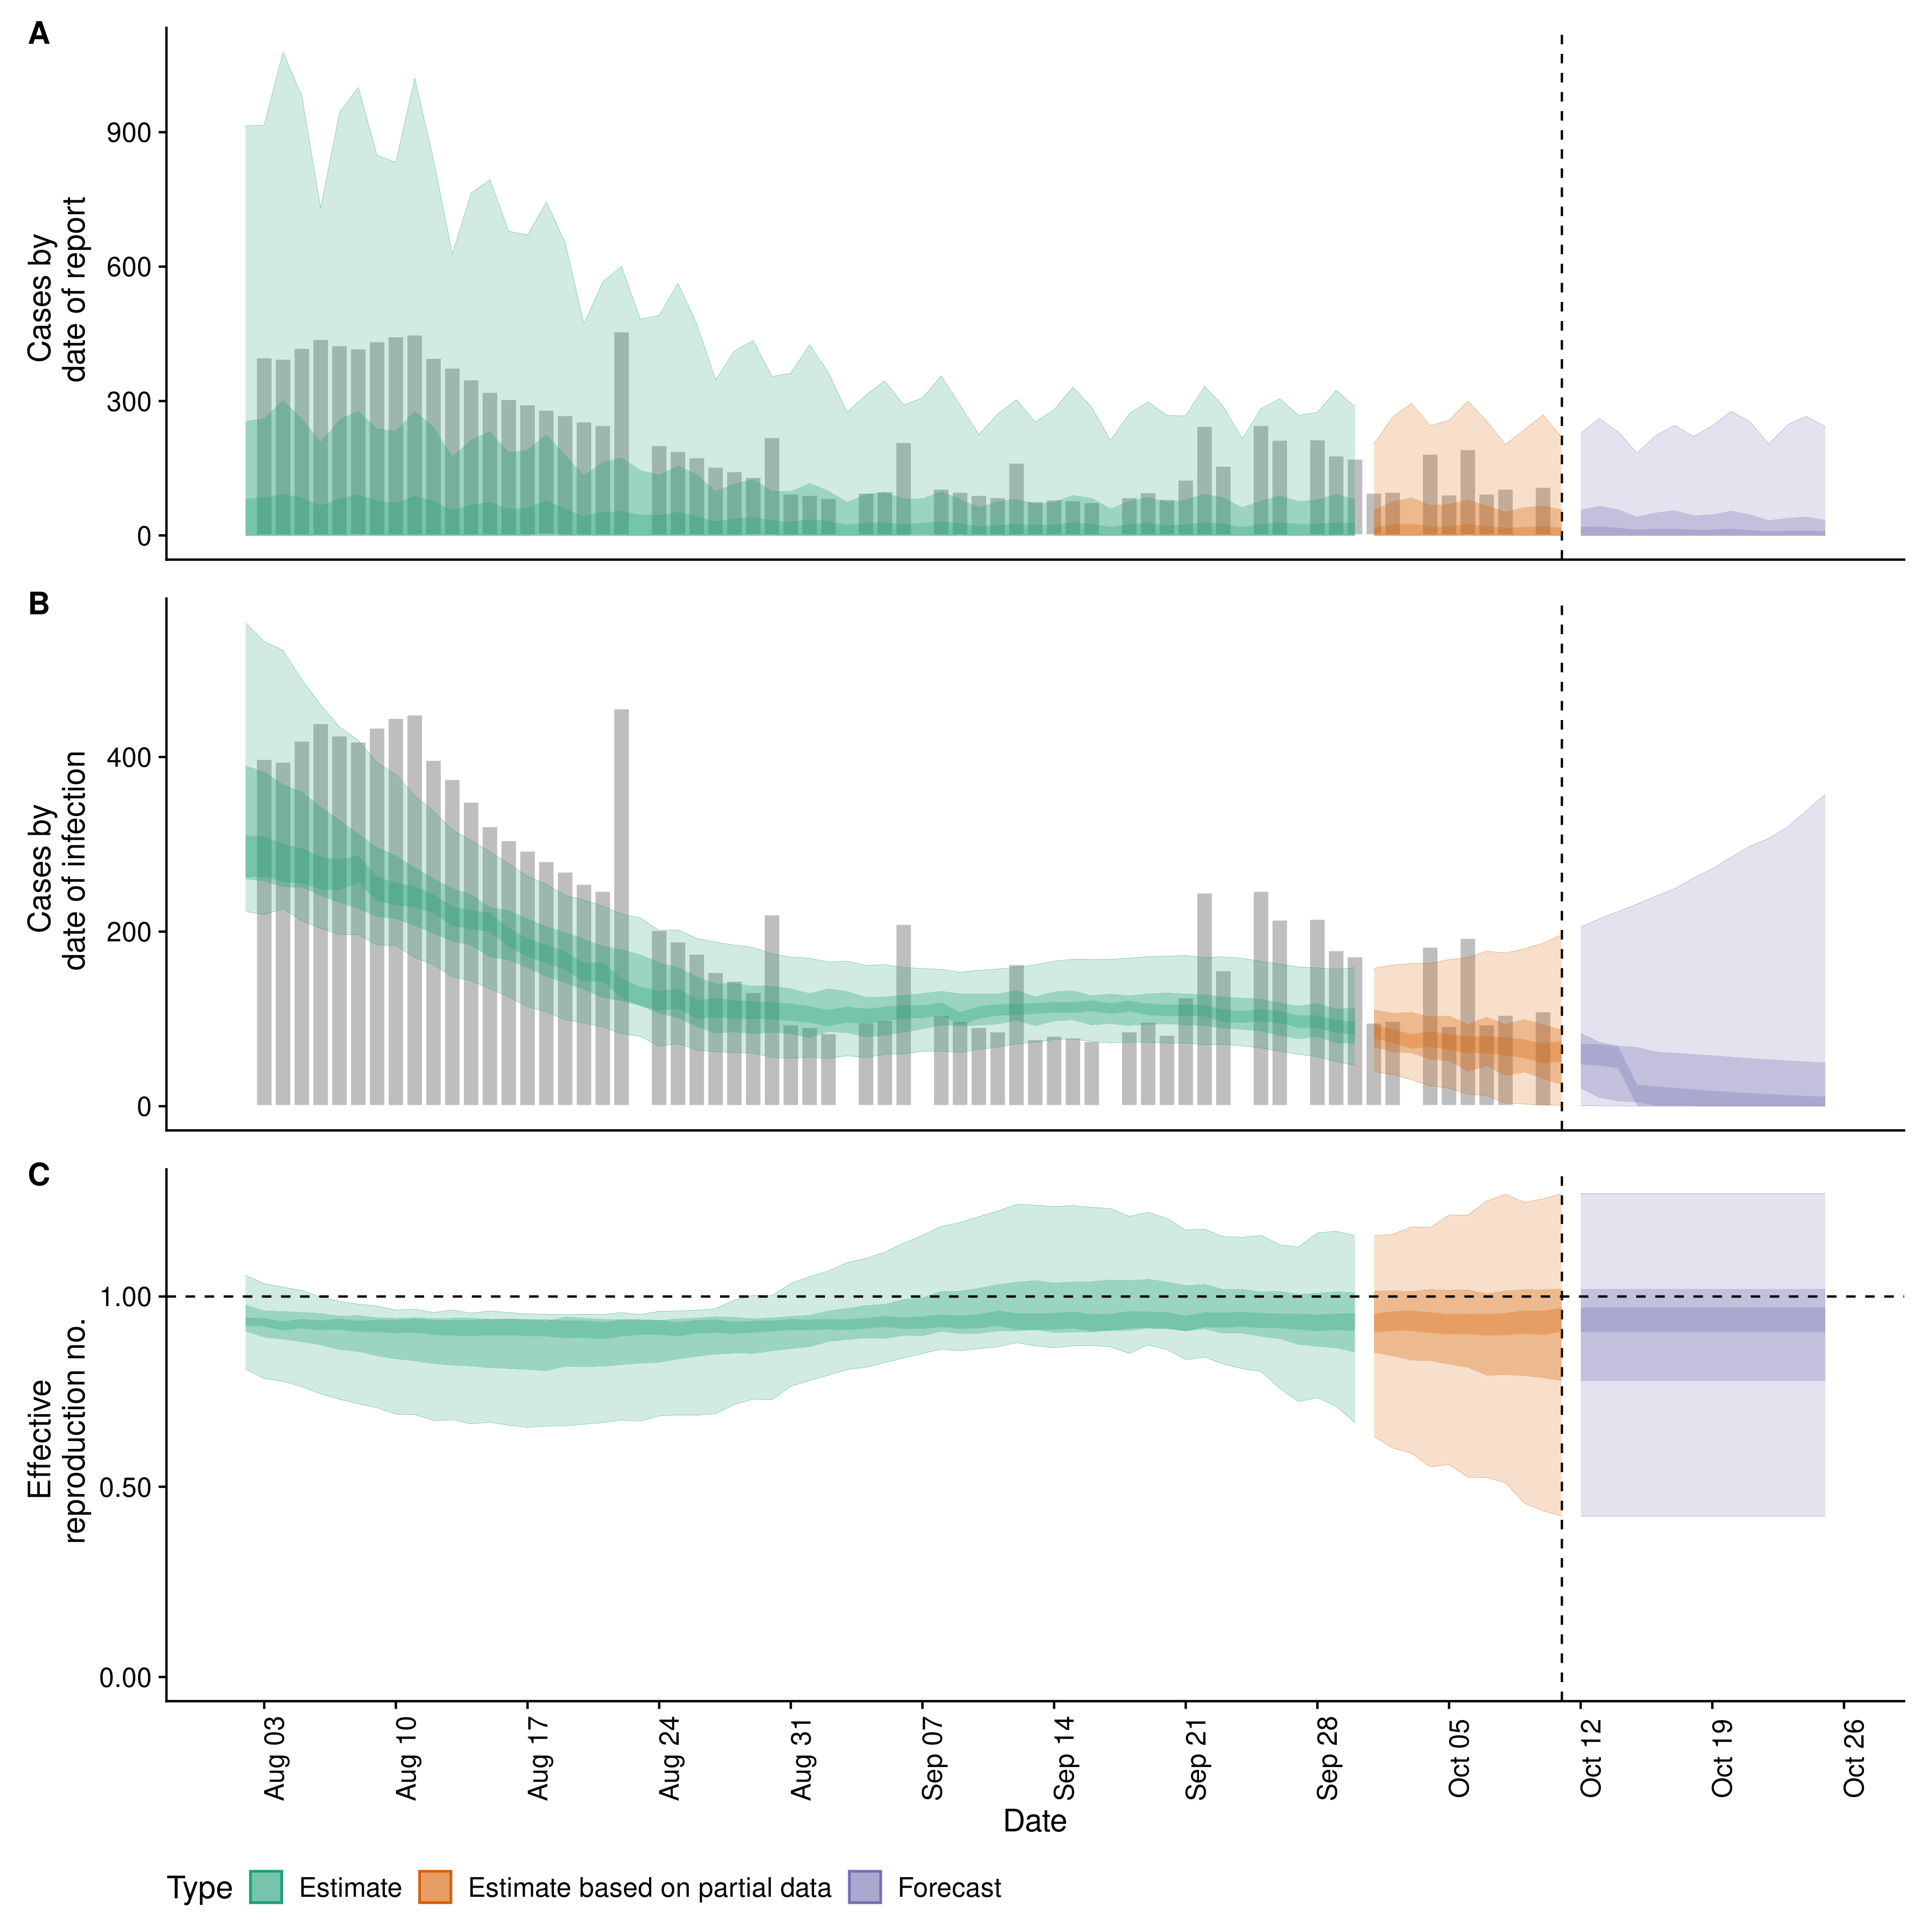 A
Cases by
date of report
900
600
300
0
B
Cases by
date of infection
400
200
0
C
Effective
reproduction no.
1.00
0.50
0.00
Aug 03
Aug 10
Aug 17
Aug 24
Aug 31
Sep 07
Sep 14
Sep 21
Sep 28
Oct 05
Oct 12
Oct 19
Oct 26
Date
Type Estimate Estimate based on partial data Forecast